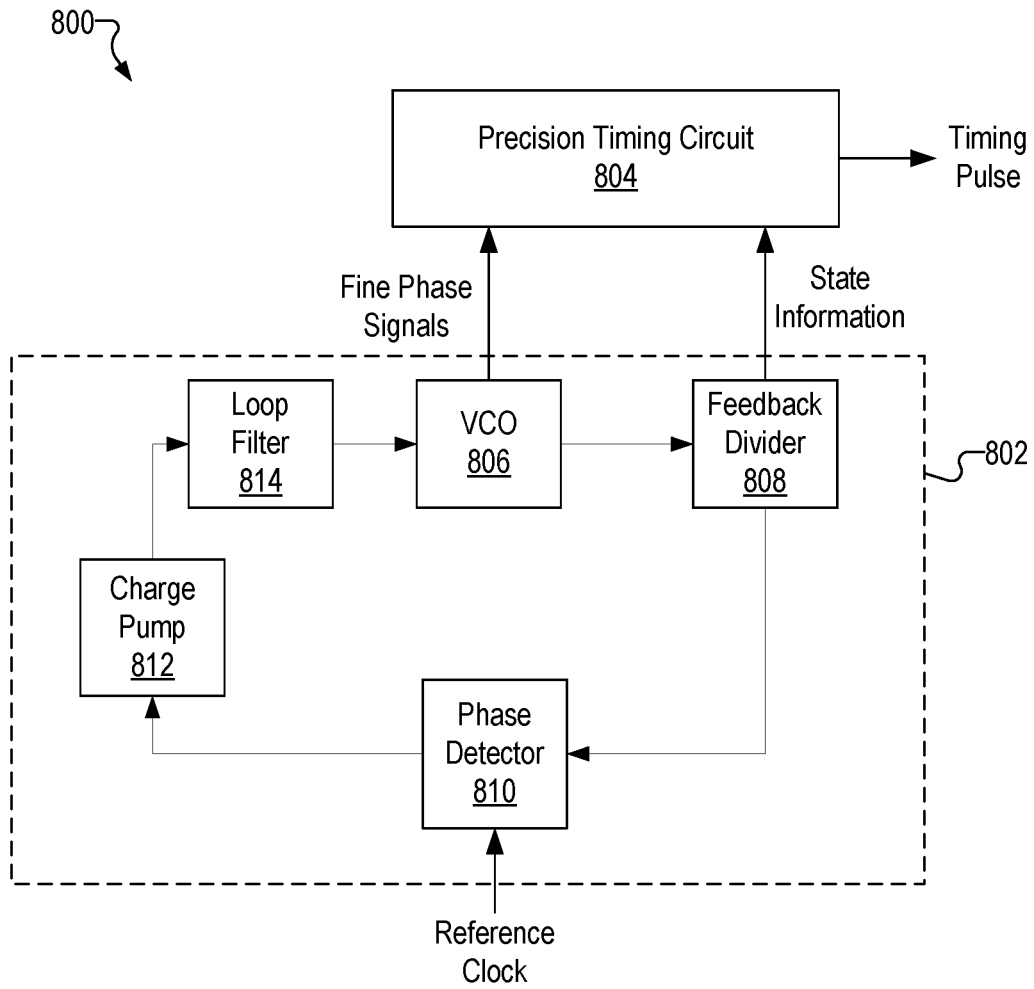 800
Precision Timing Circuit
804
Timing
Pulse
Fine Phase
Signals
State
Information
Loop
Filter
814
VCO
806
Feedback
Divider
808
802
Charge
Pump
812
Phase
Detector
810
Reference
Clock